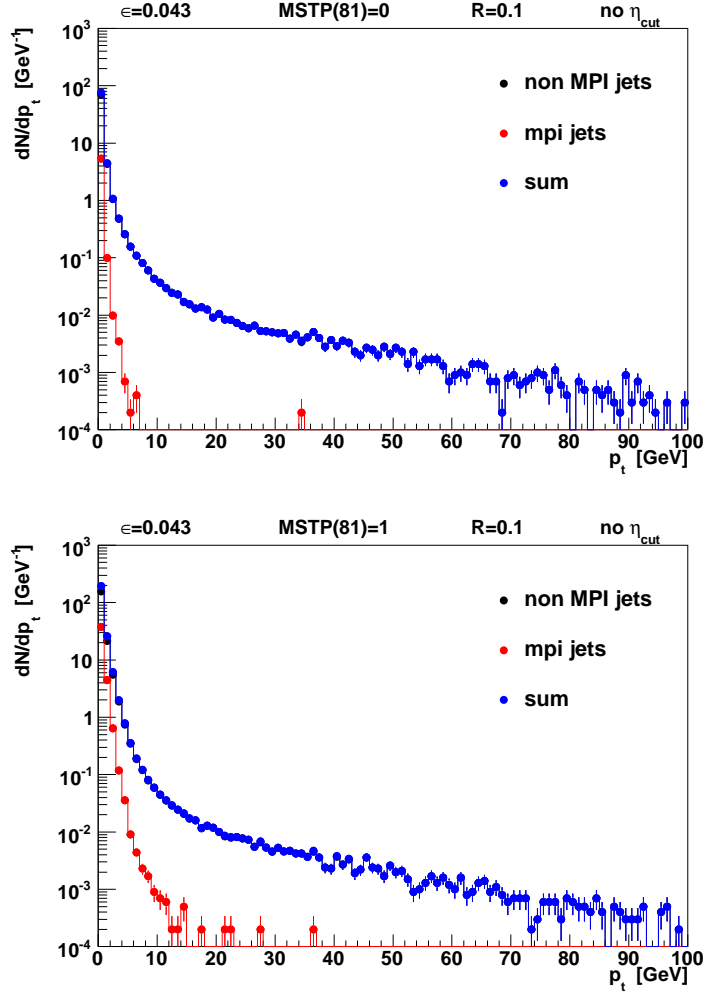 ∈=0.043 MSTP(81)=0 R=0.1 no η_cut
dN/dp_t [GeV⁻¹]
10³
10²
10
1
10⁻¹
10⁻²
10⁻³
10⁻⁴
non MPI jets
mpi jets
sum
0 10 20 30 40 50 60 70 80 90 100
p_t [GeV]
∈=0.043 MSTP(81)=1 R=0.1 no η_cut
dN/dp_t [GeV⁻¹]
10³
10²
10
1
10⁻¹
10⁻²
10⁻³
10⁻⁴
non MPI jets
mpi jets
sum
0 10 20 30 40 50 60 70 80 90 100
p_t [GeV]